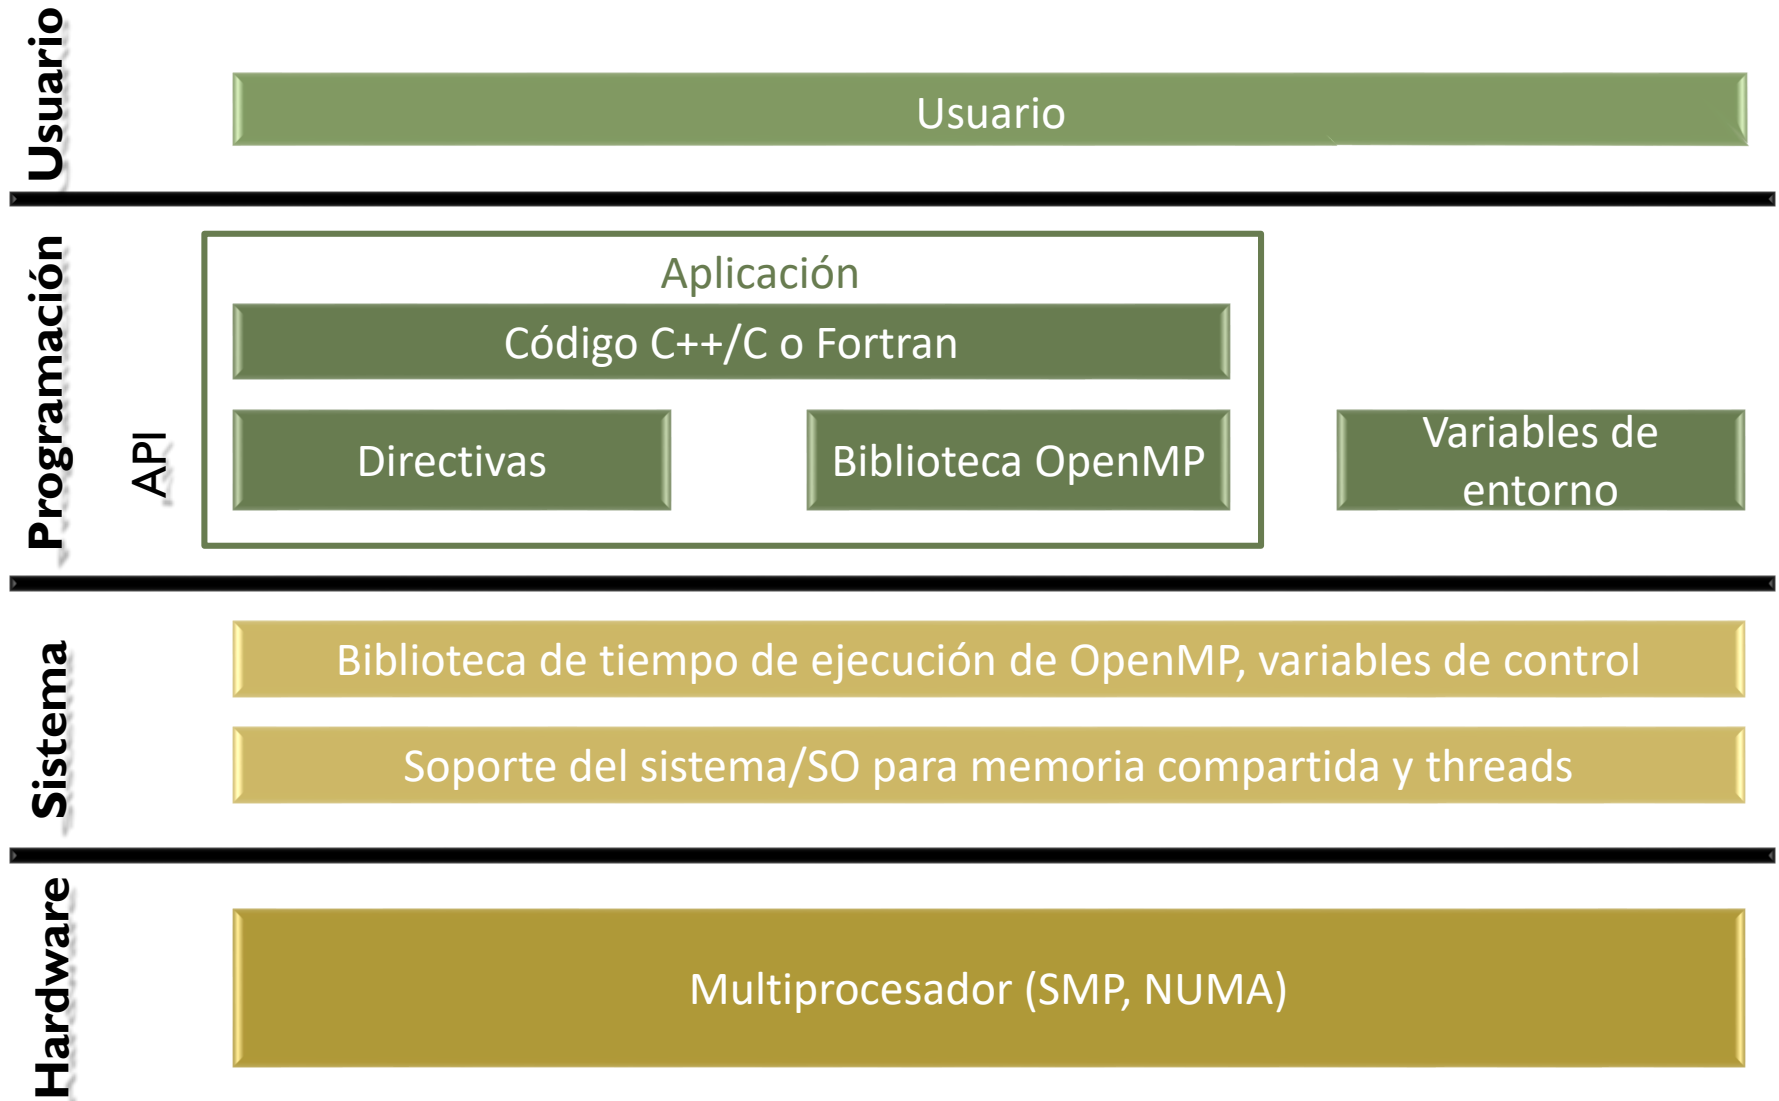 Usuario
Usuario
Programación
API
Aplicación
Código C++/C o Fortran
Directivas
Biblioteca OpenMP
Variables de
entorno
Sistema
Biblioteca de tiempo de ejecución de OpenMP, variables de control
Soporte del sistema/SO para memoria compartida y threads
Hardware
Multiprocesador (SMP, NUMA)